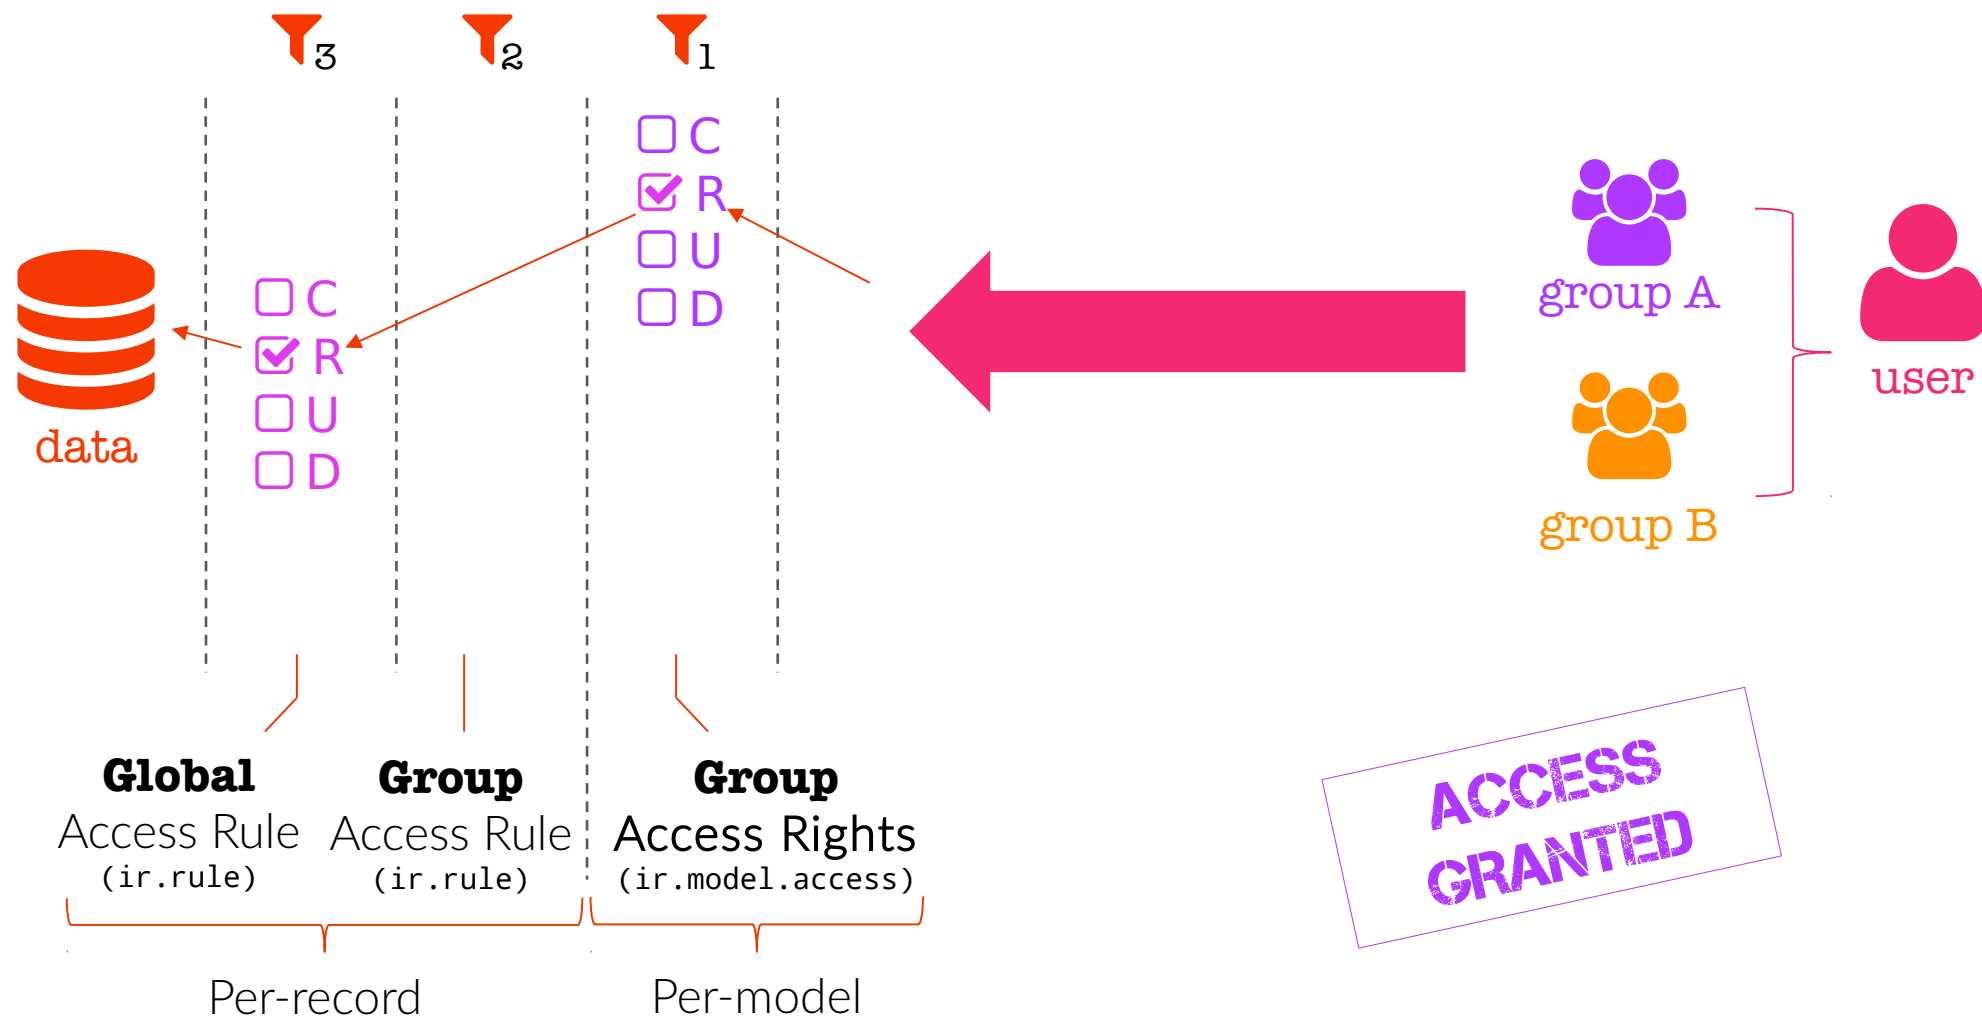 3
2
1
C
R
U
D
C
R
U
D
data
group A
group B
user
Global
Access Rule
(ir.rule)
Group
Access Rule
(ir.rule)
Group
Access Rights
(ir.model.access)
Per-record
Per-model
ACCESS
GRANTED